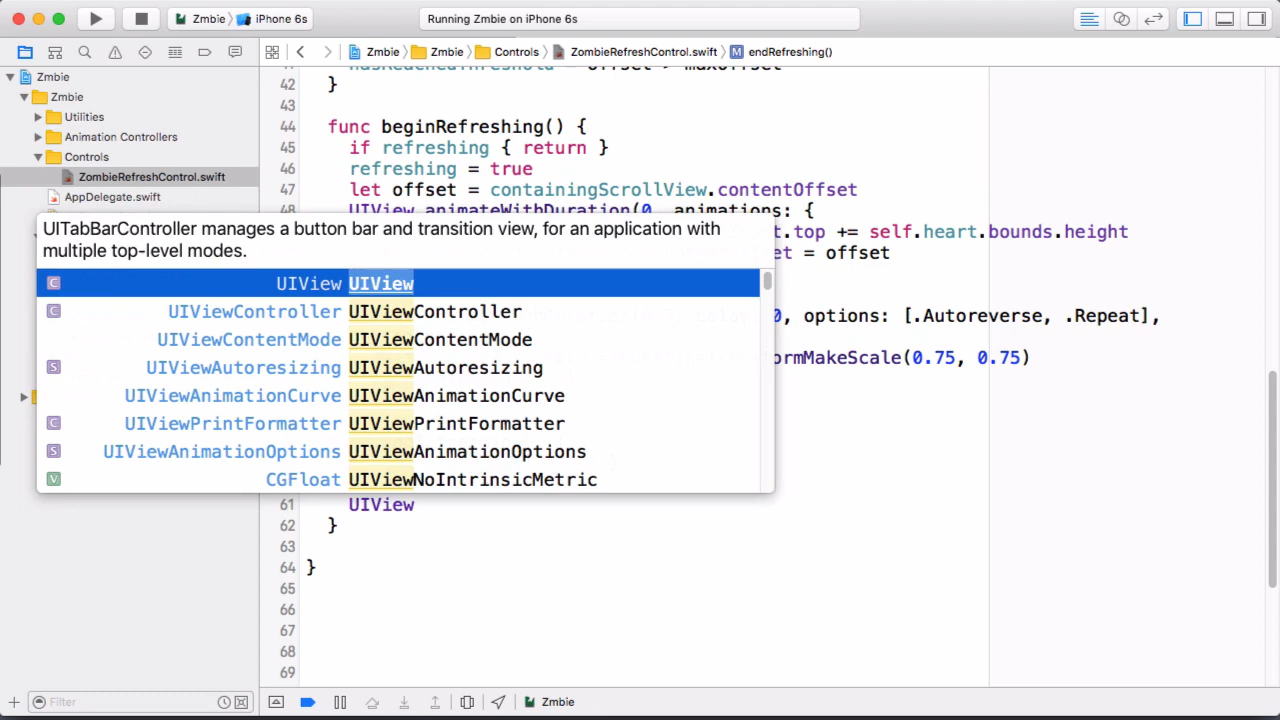 Zmbie iPhone 6s
Running Zmbie on iPhone 6s
Zmbie Zmbie Controls ZombieRefreshControl.swift M endRefreshing()
Zmbie
Zmbie
Utilities
Animation Controllers
Controls
ZombieRefreshControl.swift
AppDelegate.swift
42 }
43
44 func beginRefreshing() {
45 if refreshing { return }
46 refreshing = true
47 let offset = containingScrollView.contentOffset
48 UIView.animateWithDuration(0, animations: {
.top += self.heart.bounds.height
= offset
0, options: [.Autoreverse, .Repeat],
ormMakeScale(0.75, 0.75)
UITabBarController manages a button bar and transition view, for an application with
multiple top-level modes.
C UIView UIView
C UIViewController UIViewController
UIViewContentMode UIViewContentMode
S UIViewAutoresizing UIViewAutoresizing
UIViewAnimationCurve UIViewAnimationCurve
C UIViewPrintFormatter UIViewPrintFormatter
S UIViewAnimationOptions UIViewAnimationOptions
V CGFloat UIViewNoIntrinsicMetric
61 UIView
62 }
63
64 }
65
66
67
68
69
Filter
Zmbie